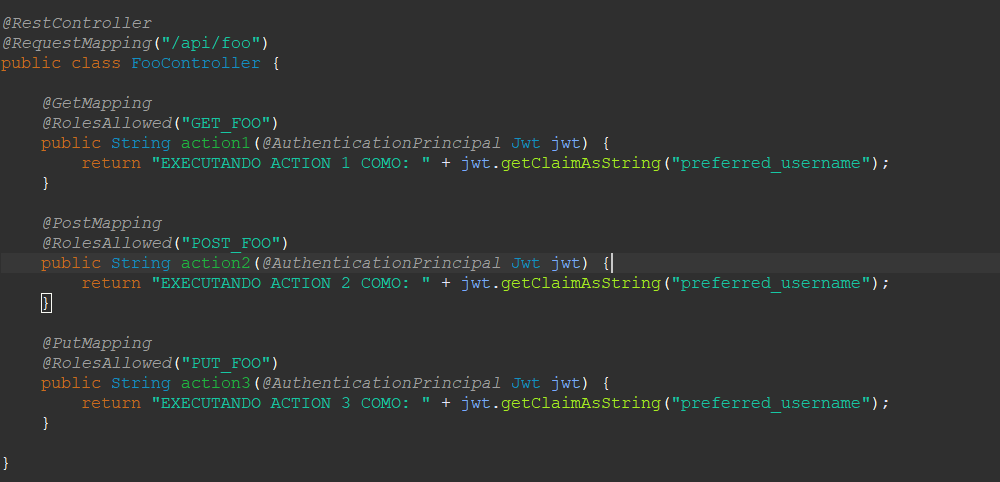 @RestController
@RequestMapping("/api/foo")
public class FooController {
@GetMapping
@RolesAllowed("GET_FOO")
public String action1(@AuthenticationPrincipal Jwt jwt) {
return "EXECUTANDO ACTION 1 COMO: " + jwt.getClaimAsString("preferred_username");
}
@PostMapping
@RolesAllowed("POST_FOO")
public String action2(@AuthenticationPrincipal Jwt jwt) {
return "EXECUTANDO ACTION 2 COMO: " + jwt.getClaimAsString("preferred_username");
}
@PutMapping
@RolesAllowed("PUT_FOO")
public String action3(@AuthenticationPrincipal Jwt jwt) {
return "EXECUTANDO ACTION 3 COMO: " + jwt.getClaimAsString("preferred_username");
}
}